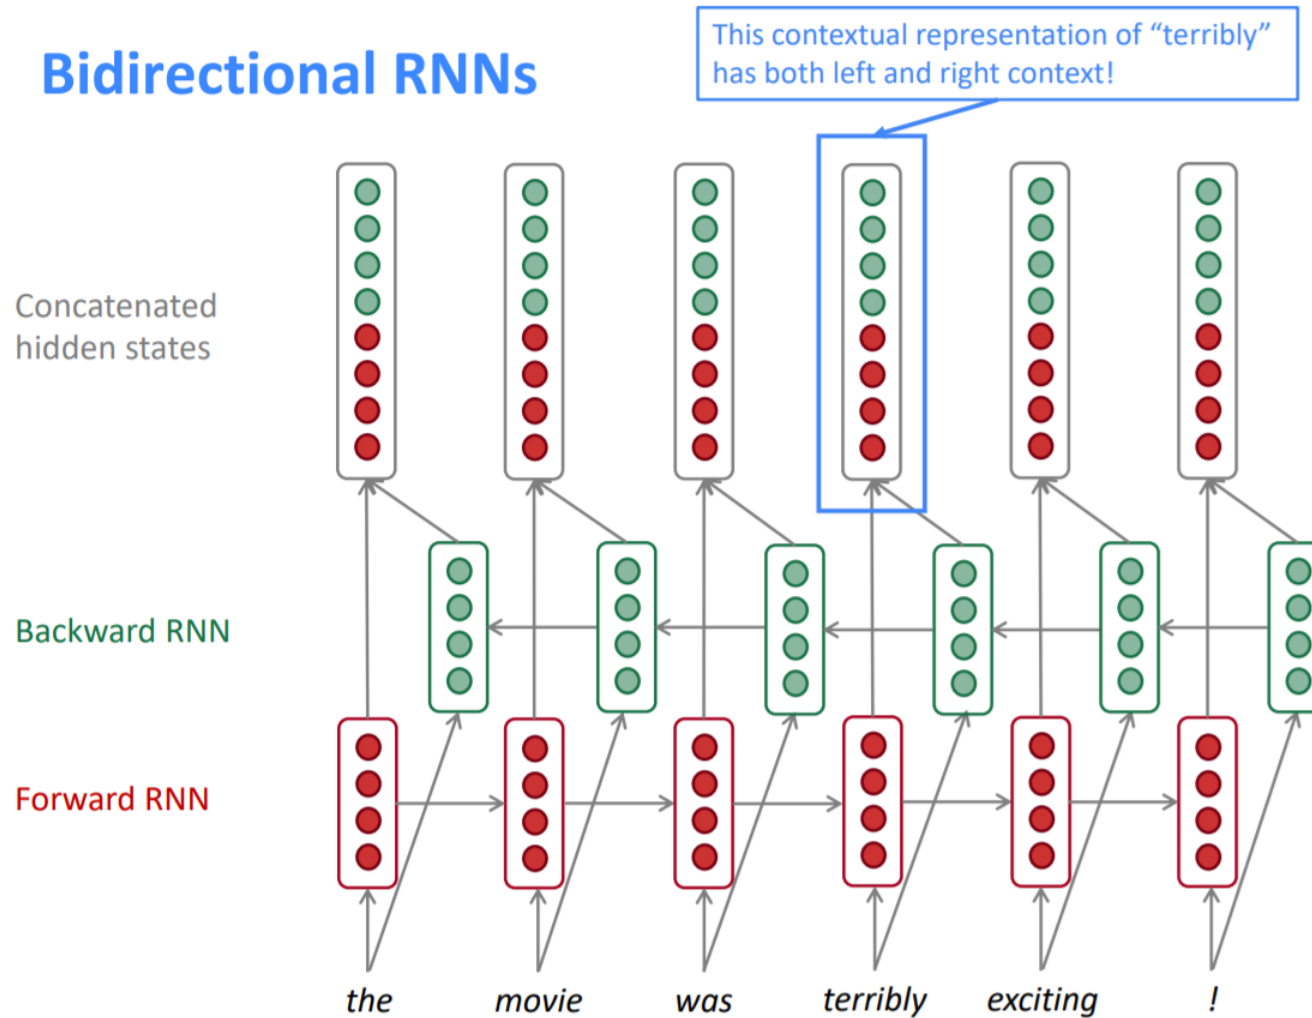 Bidirectional RNNs
This contextual representation of “terribly”
has both left and right context!
Concatenated
hidden states
Backward RNN
Forward RNN
the movie was terribly exciting !